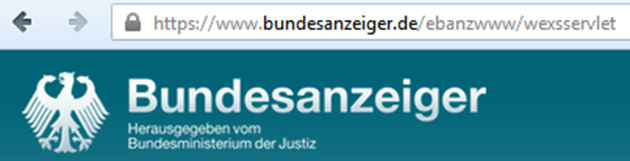 https://www.bundesanzeiger.de/ebanzwww/wexsservlet
Bundesanzeiger
Herausgegeben vom
Bundesministerium der Justiz